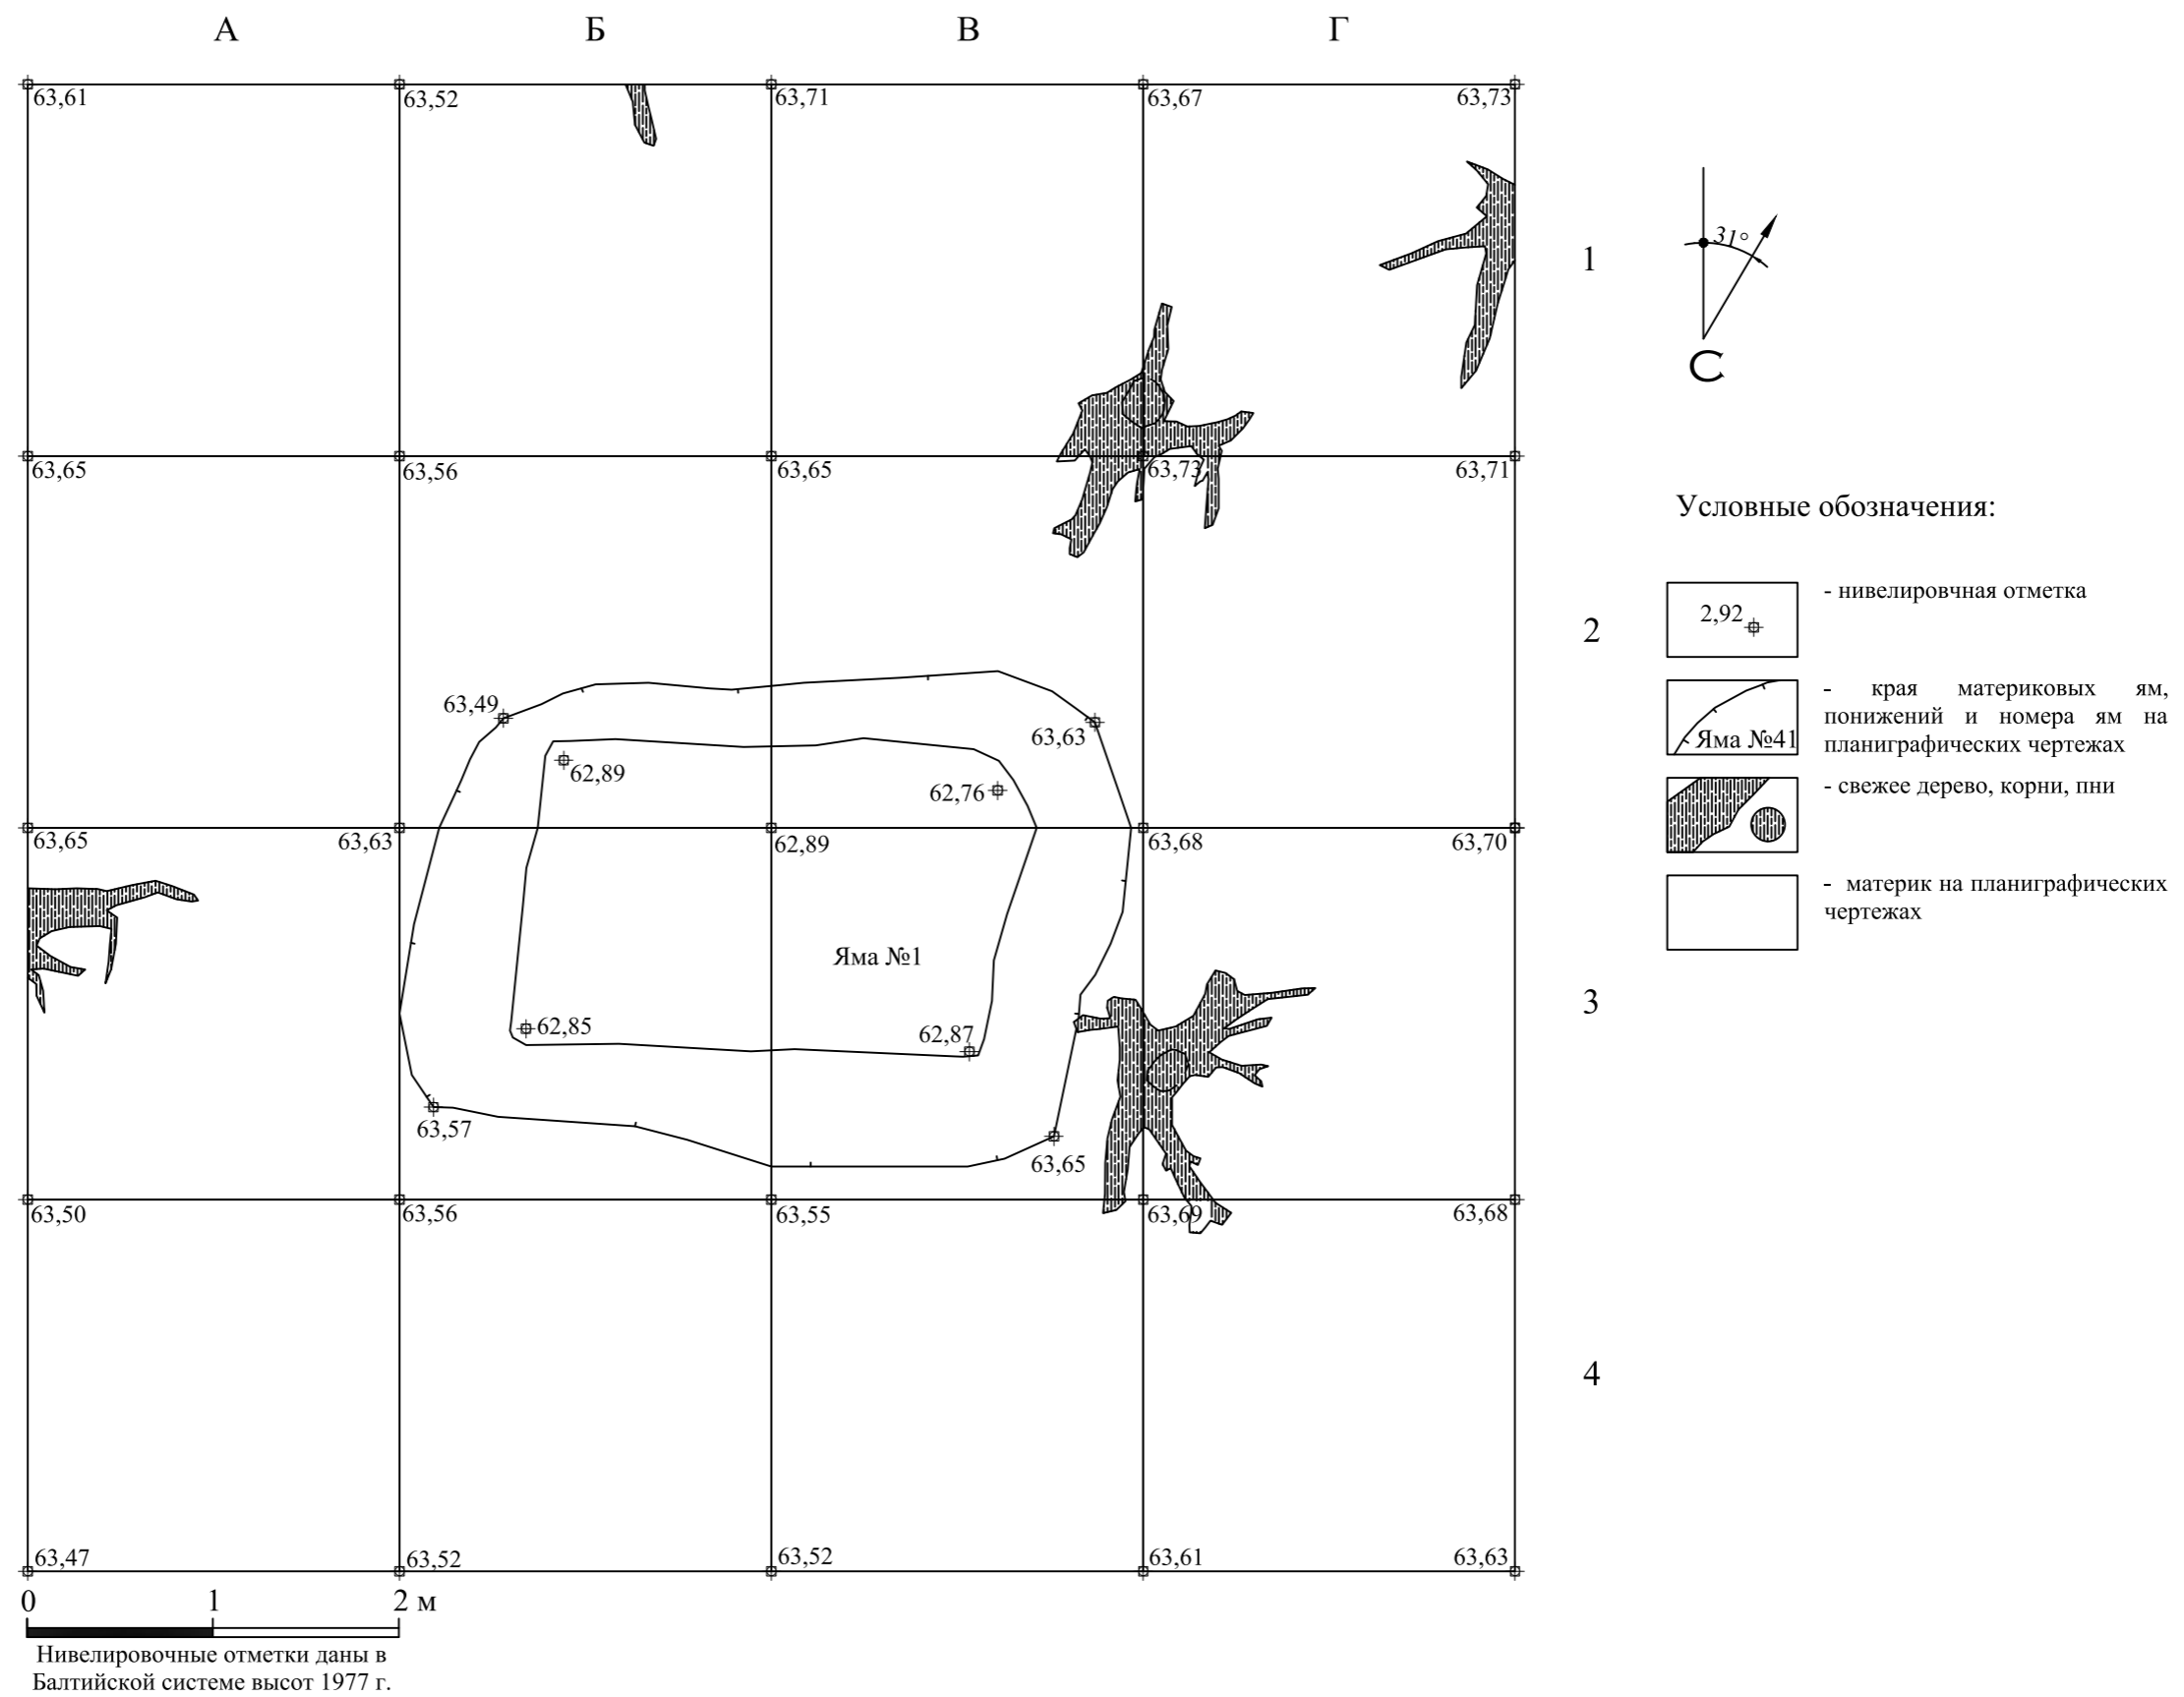 А Б В Г
63,61 63,52 63,71 63,67 63,73
1
31°
С
63,65 63,56 63,65 63,73 63,71
Условные обозначения:
2,92
- нивелировчная отметка
2
63,49
63,63
- края материковых ям,
понижений и номера ям на
планиграфических чертежах
Яма №41
62,89
62,76
- свежее дерево, корни, пни
63,65 63,63 62,89 63,68 63,70
- материк на планиграфических
чертежах
Яма №1
3
62,85
62,87
63,57
63,65
63,50 63,56 63,55 63,69 63,68
4
63,47 63,52 63,52 63,61 63,63
0 1 2 м
Нивелировочные отметки даны в
Балтийской системе высот 1977 г.